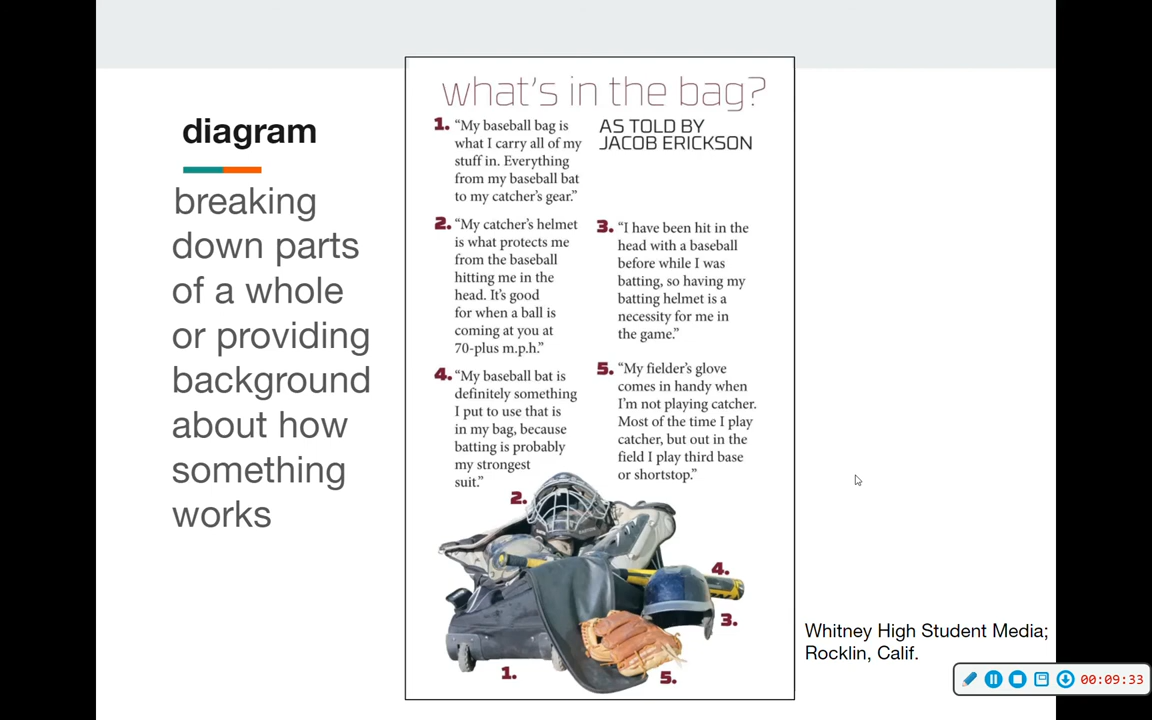 diagram
breaking
down parts
of a whole
or providing
background
about how
something
works
what's in the bag?
AS TOLD BY
JACOB ERICKSON
1. “My baseball bag is
what I carry all of my
stuff in. Everything
from my baseball bat
to my catcher's gear.”
2. “My catcher's helmet
is what protects me
from the baseball
hitting me in the
head. It's good
for when a ball is
coming at you at
70-plus m.p.h.”
3. “I have been hit in the
head with a baseball
before while I was
batting, so having my
batting helmet is a
necessity for me in
the game.”
4. “My baseball bat is
definitely something
I put to use that is
in my bag, because
batting is probably
my strongest
suit.”
5. “My fielder's glove
comes in handy when
I'm not playing catcher.
Most of the time I play
catcher, but out in the
field I play third base
or shortstop.”
2.
4.
3.
1.
5.
Whitney High Student Media;
Rocklin, Calif.
00:09:33